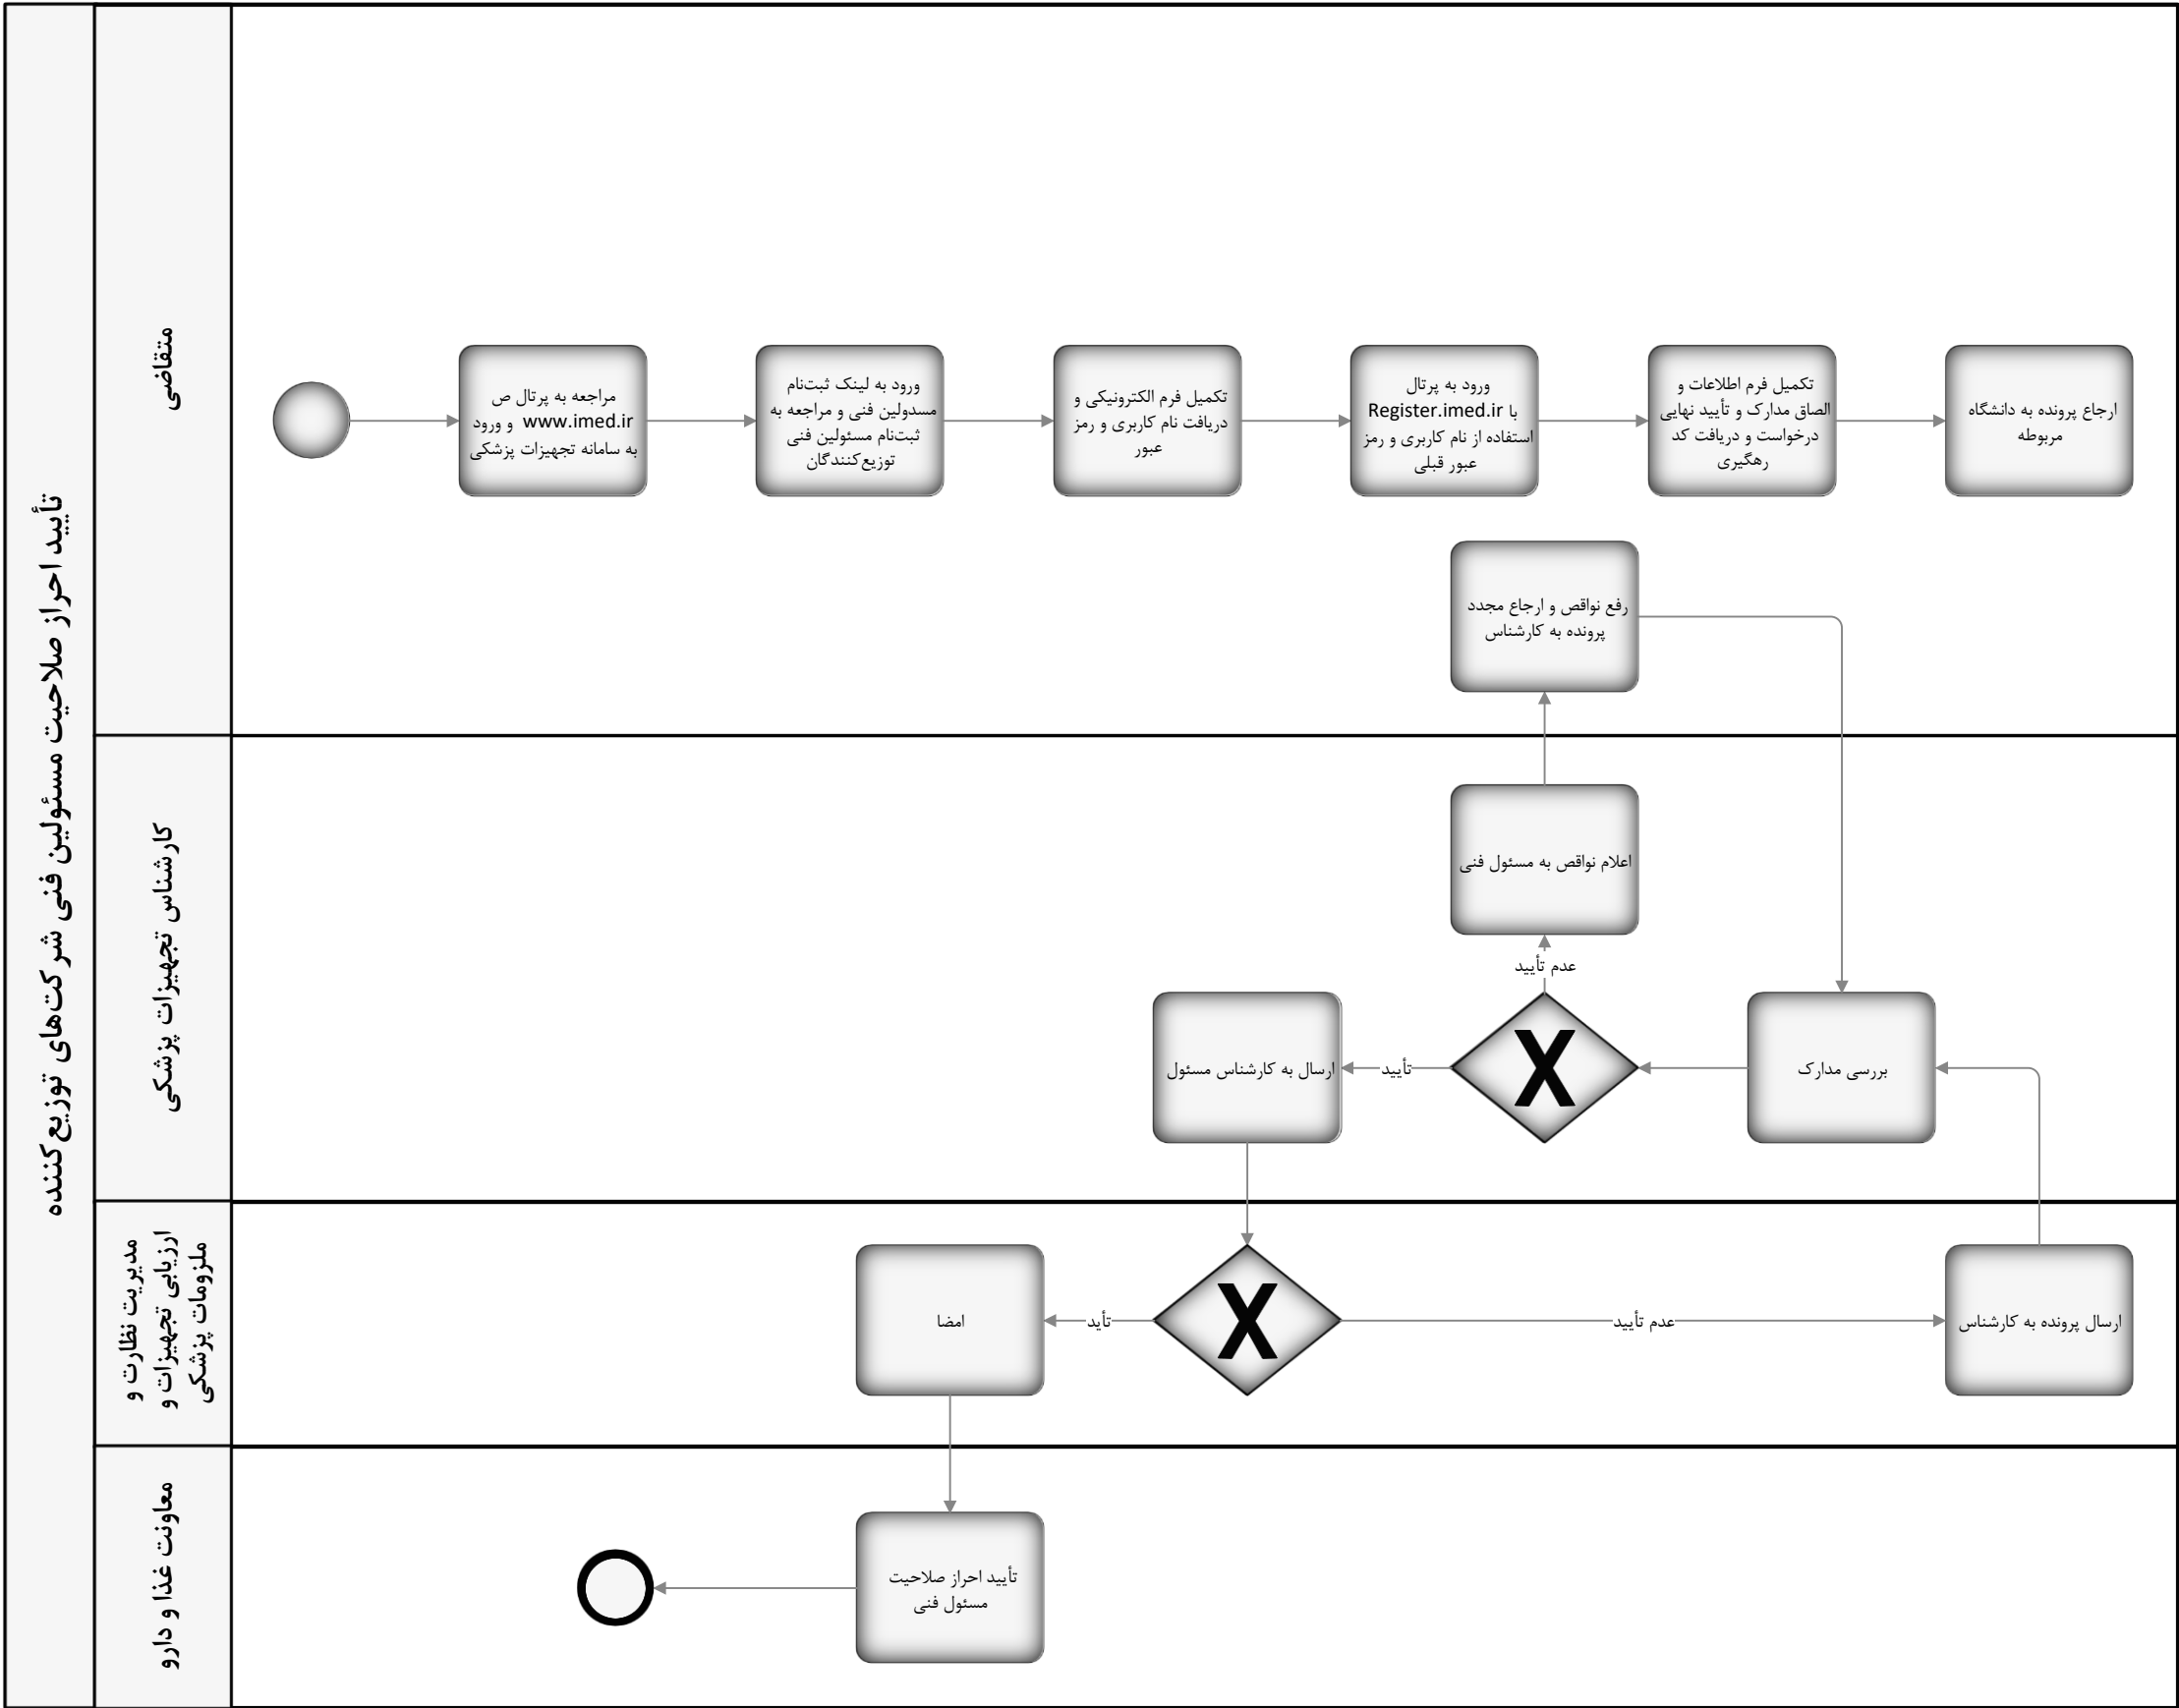 تأیید احراز صلاحیت مسئولین فنی شرکت‌های توزیع‌کننده
متقاضی
مراجعه به پرتال ص
www.imed.ir و ورود
به سامانه تجهیزات پزشکی
ورود به لینک ثبت‌نام
مسدولین فنی و مراجعه به
ثبت‌نام مسئولین فنی
توزیع‌کنندگان
تکمیل فرم الکترونیکی و
دریافت نام کاربری و رمز
عبور
ورود به پرتال
Register.imed.ir با
استفاده از نام کاربری و رمز
عبور قبلی
تکمیل فرم اطلاعات و
الصاق مدارک و تأیید نهایی
درخواست و دریافت کد
رهگیری
ارجاع پرونده به دانشگاه
مربوطه
رفع نواقص و ارجاع مجدد
پرونده به کارشناس
کارشناس تجهیزات پزشکی
اعلام نواقص به مسئول فنی
عدم تأیید
بررسی مدارک
X
تأیید
ارسال به کارشناس مسئول
مدیریت نظارت و
ارزیابی تجهیزات و
ملزومات پزشکی
امضا
تأید
X
عدم تأیید
ارسال پرونده به کارشناس
معاونت غذا و دارو
تأیید احراز صلاحیت
مسئول فنی